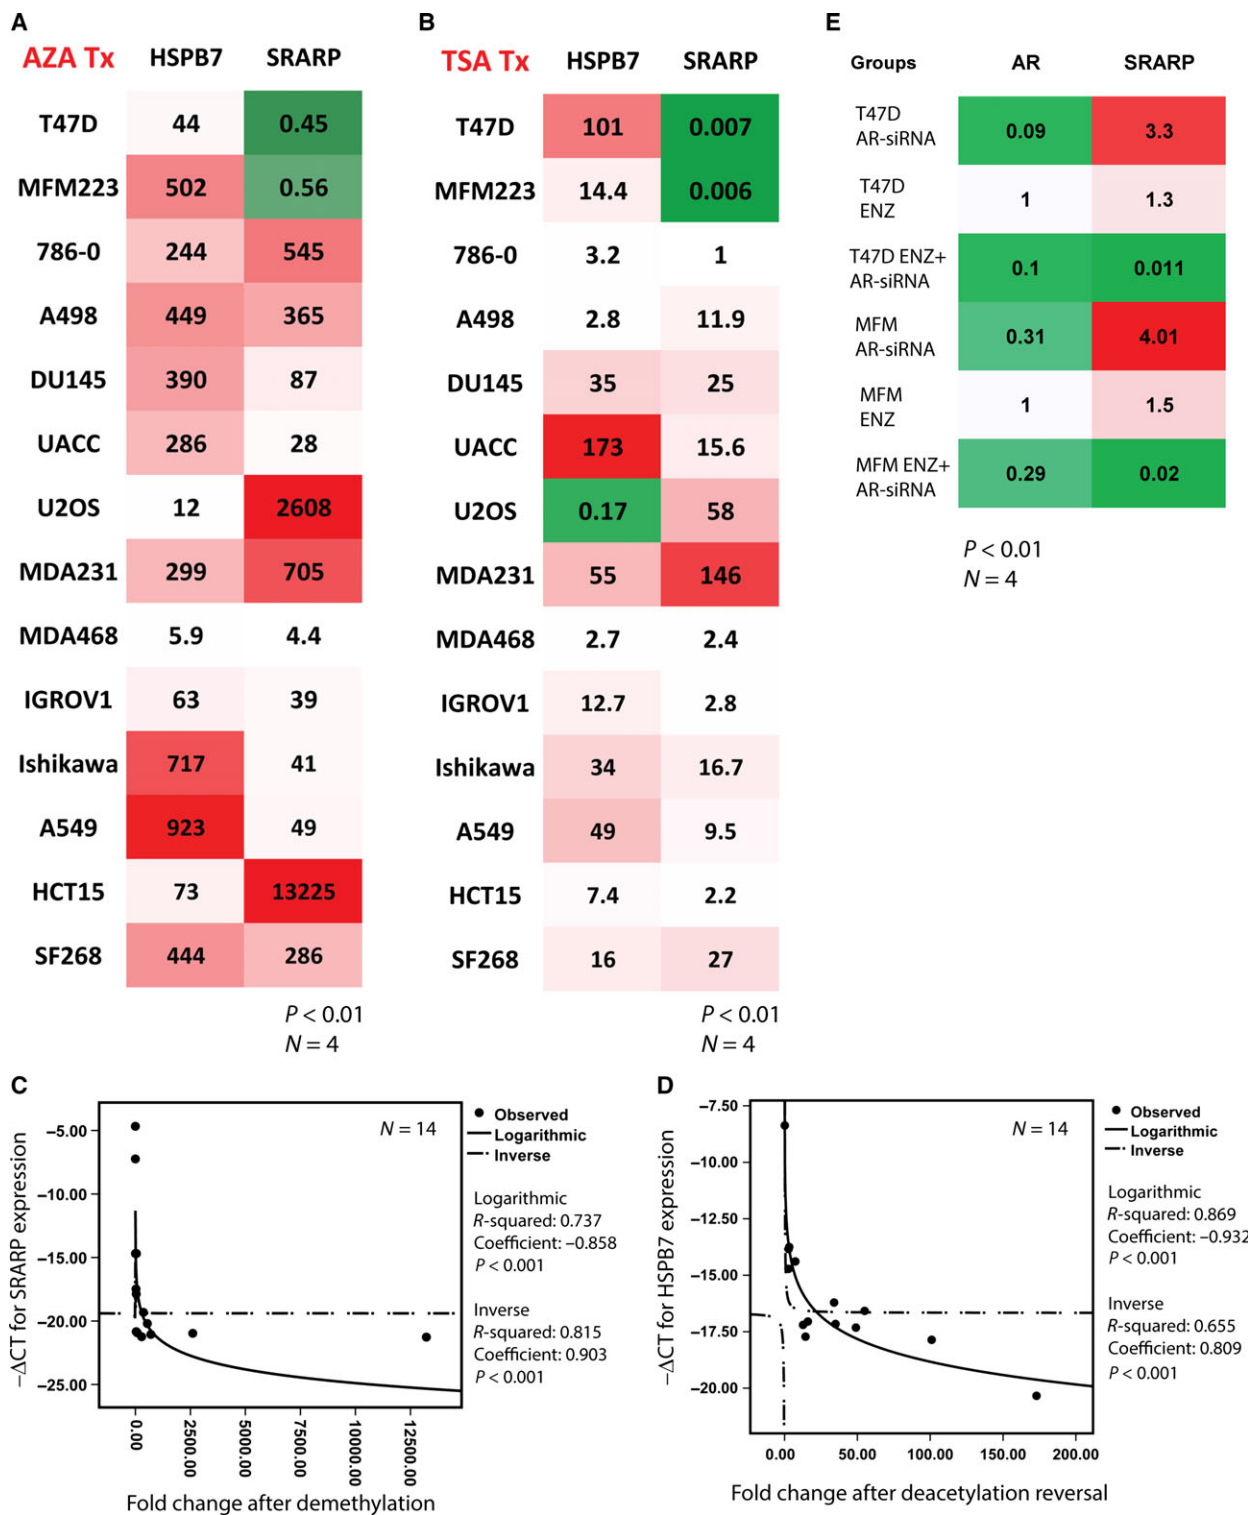 A
AZA Tx HSPB7 SRARP
T47D 44 0.45
MFM223 502 0.56
786-0 244 545
A498 449 365
DU145 390 87
UACC 286 28
U2OS 12 2608
MDA231 299 705
MDA468 5.9 4.4
IGROV1 63 39
Ishikawa 717 41
A549 923 49
HCT15 73 13225
SF268 444 286
P < 0.01
N = 4
B
TSA Tx HSPB7 SRARP
T47D 101 0.007
MFM223 14.4 0.006
786-0 3.2 1
A498 2.8 11.9
DU145 35 25
UACC 173 15.6
U2OS 0.17 58
MDA231 55 146
MDA468 2.7 2.4
IGROV1 12.7 2.8
Ishikawa 34 16.7
A549 49 9.5
HCT15 7.4 2.2
SF268 16 27
P < 0.01
N = 4
E
Groups AR SRARP
T47D
AR-siRNA 0.09 3.3
T47D
ENZ 1 1.3
T47D ENZ+
AR-siRNA 0.1 0.011
MFM
AR-siRNA 0.31 4.01
MFM
ENZ 1 1.5
MFM ENZ+
AR-siRNA 0.29 0.02
P < 0.01
N = 4
C
−ΔCT for SRARP expression
−5.00
−10.00
−15.00
−20.00
−25.00
N = 14
0.00 2500.00 5000.00 7500.00 10000.00 12500.00
Fold change after demethylation
Observed
Logarithmic
Inverse
Logarithmic
R-squared: 0.737
Coefficient: −0.858
P < 0.001
Inverse
R-squared: 0.815
Coefficient: 0.903
P < 0.001
D
−ΔCT for HSPB7 expression
−7.50
−10.00
−12.50
−15.00
−17.50
−20.00
N = 14
0.00 50.00 100.00 150.00 200.00
Fold change after deacetylation reversal
Observed
Logarithmic
Inverse
Logarithmic
R-squared: 0.869
Coefficient: −0.932
P < 0.001
Inverse
R-squared: 0.655
Coefficient: 0.809
P < 0.001